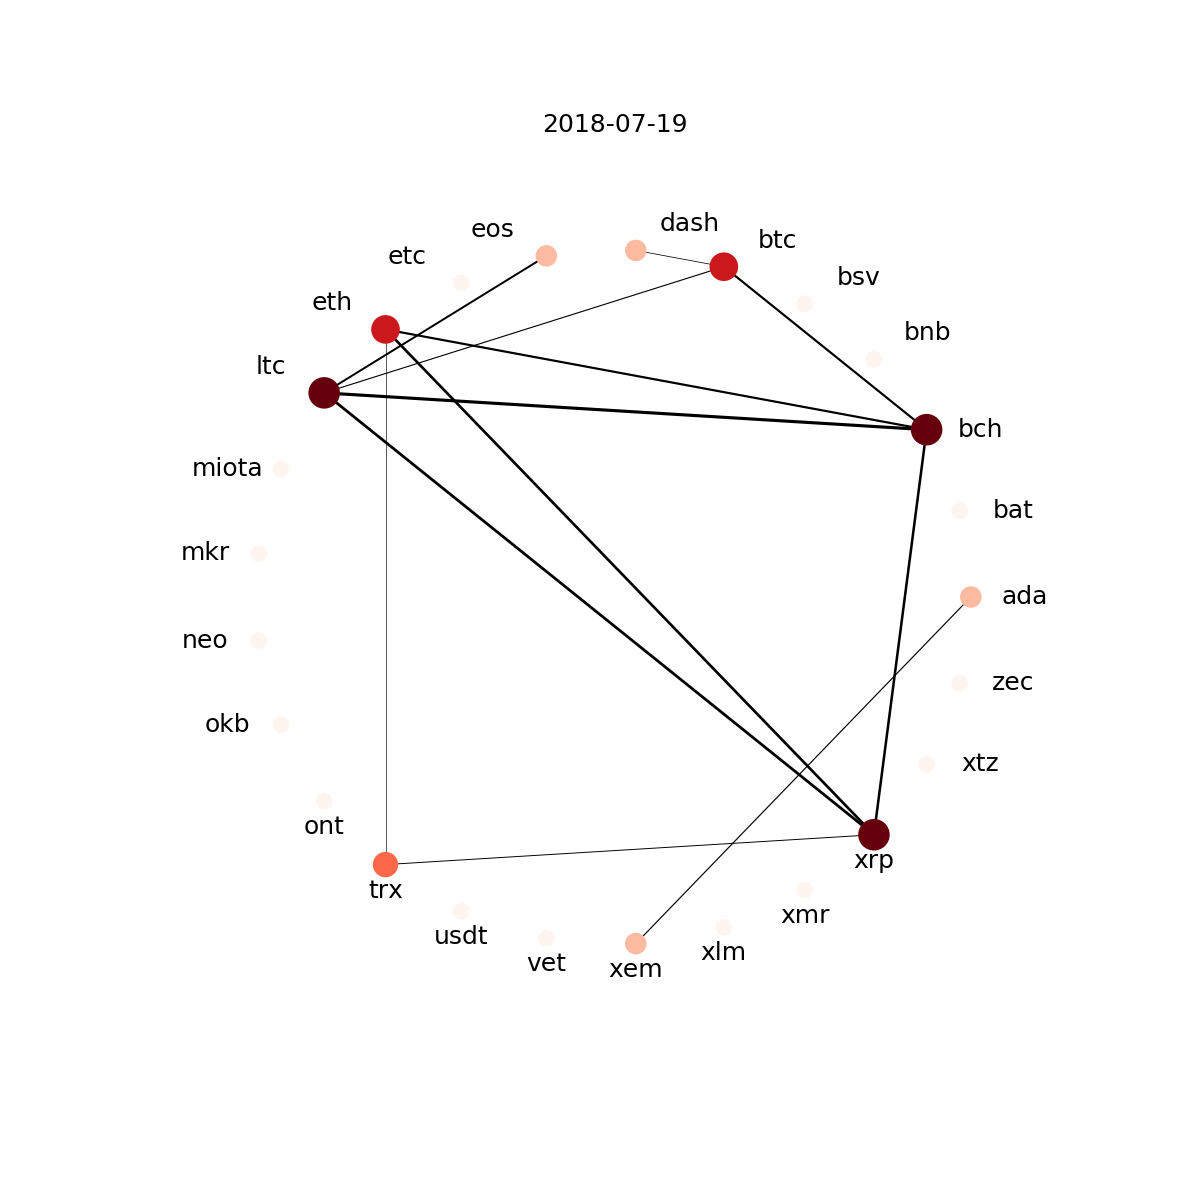 2018-07-19
dash
eos
btc
etc
bsv
eth
bnb
ltc
bch
miota
bat
mkr
ada
neo
zec
okb
xtz
ont
xrp
trx
xmr
usdt
xlm
vet
xem